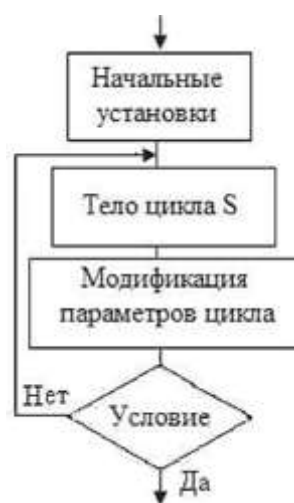 Начальные
установки
Тело цикла S
Модификация
параметров цикла
Нет
Условие
Да